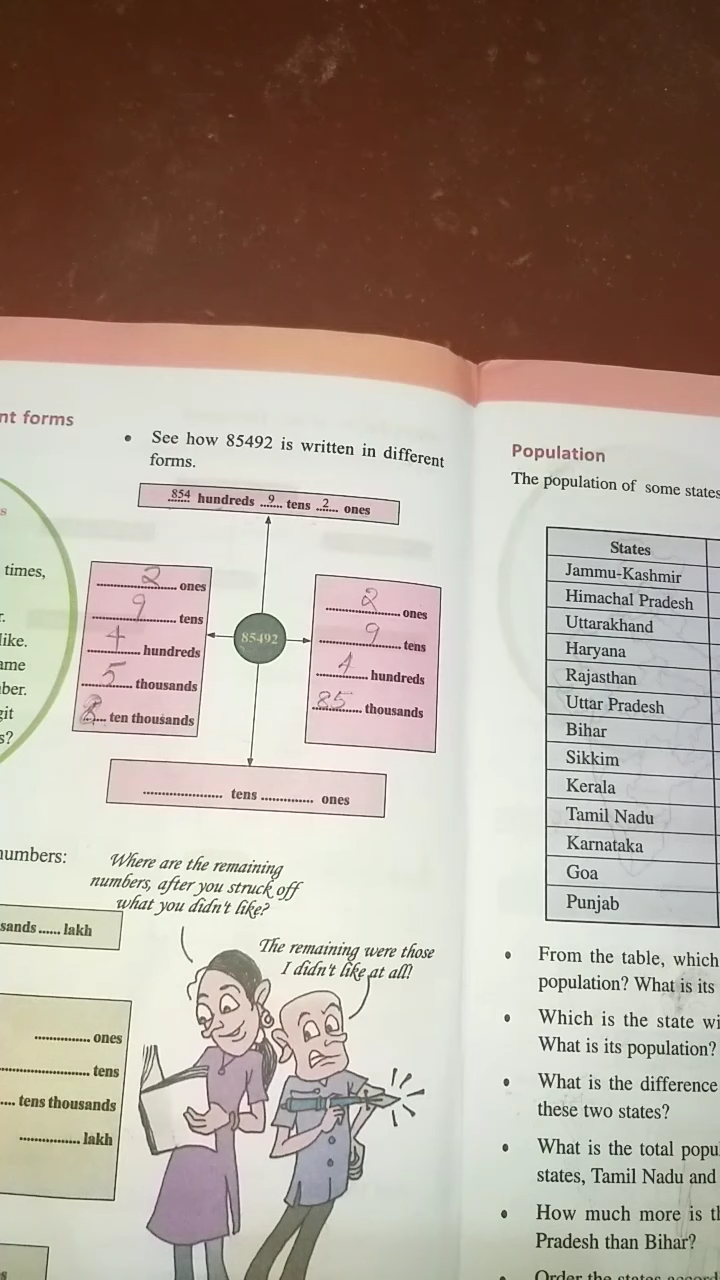 nt forms
s
times,
r.
like.
ame
ber.
git
s?
• See how 85492 is written in different
forms.
854 hundreds 9 tens 2 ones
2 ones
9 tens
4 hundreds
5 thousands
8 ten thousands
85492
2 ones
9 tens
4 hundreds
85 thousands
........ tens ........ ones
numbers:
sands ...... lakh
........ ones
........ tens
.... tens thousands
........ lakh
Where are the remaining
numbers, after you struck off
what you didn't like?
The remaining were those
I didn't like at all!
Population
The population of some states
States
Jammu-Kashmir
Himachal Pradesh
Uttarakhand
Haryana
Rajasthan
Uttar Pradesh
Bihar
Sikkim
Kerala
Tamil Nadu
Karnataka
Goa
Punjab
• From the table, which
population? What is its
• Which is the state wi
What is its population?
• What is the difference
these two states?
• What is the total popu
states, Tamil Nadu and
• How much more is th
Pradesh than Bihar?
• Order the states